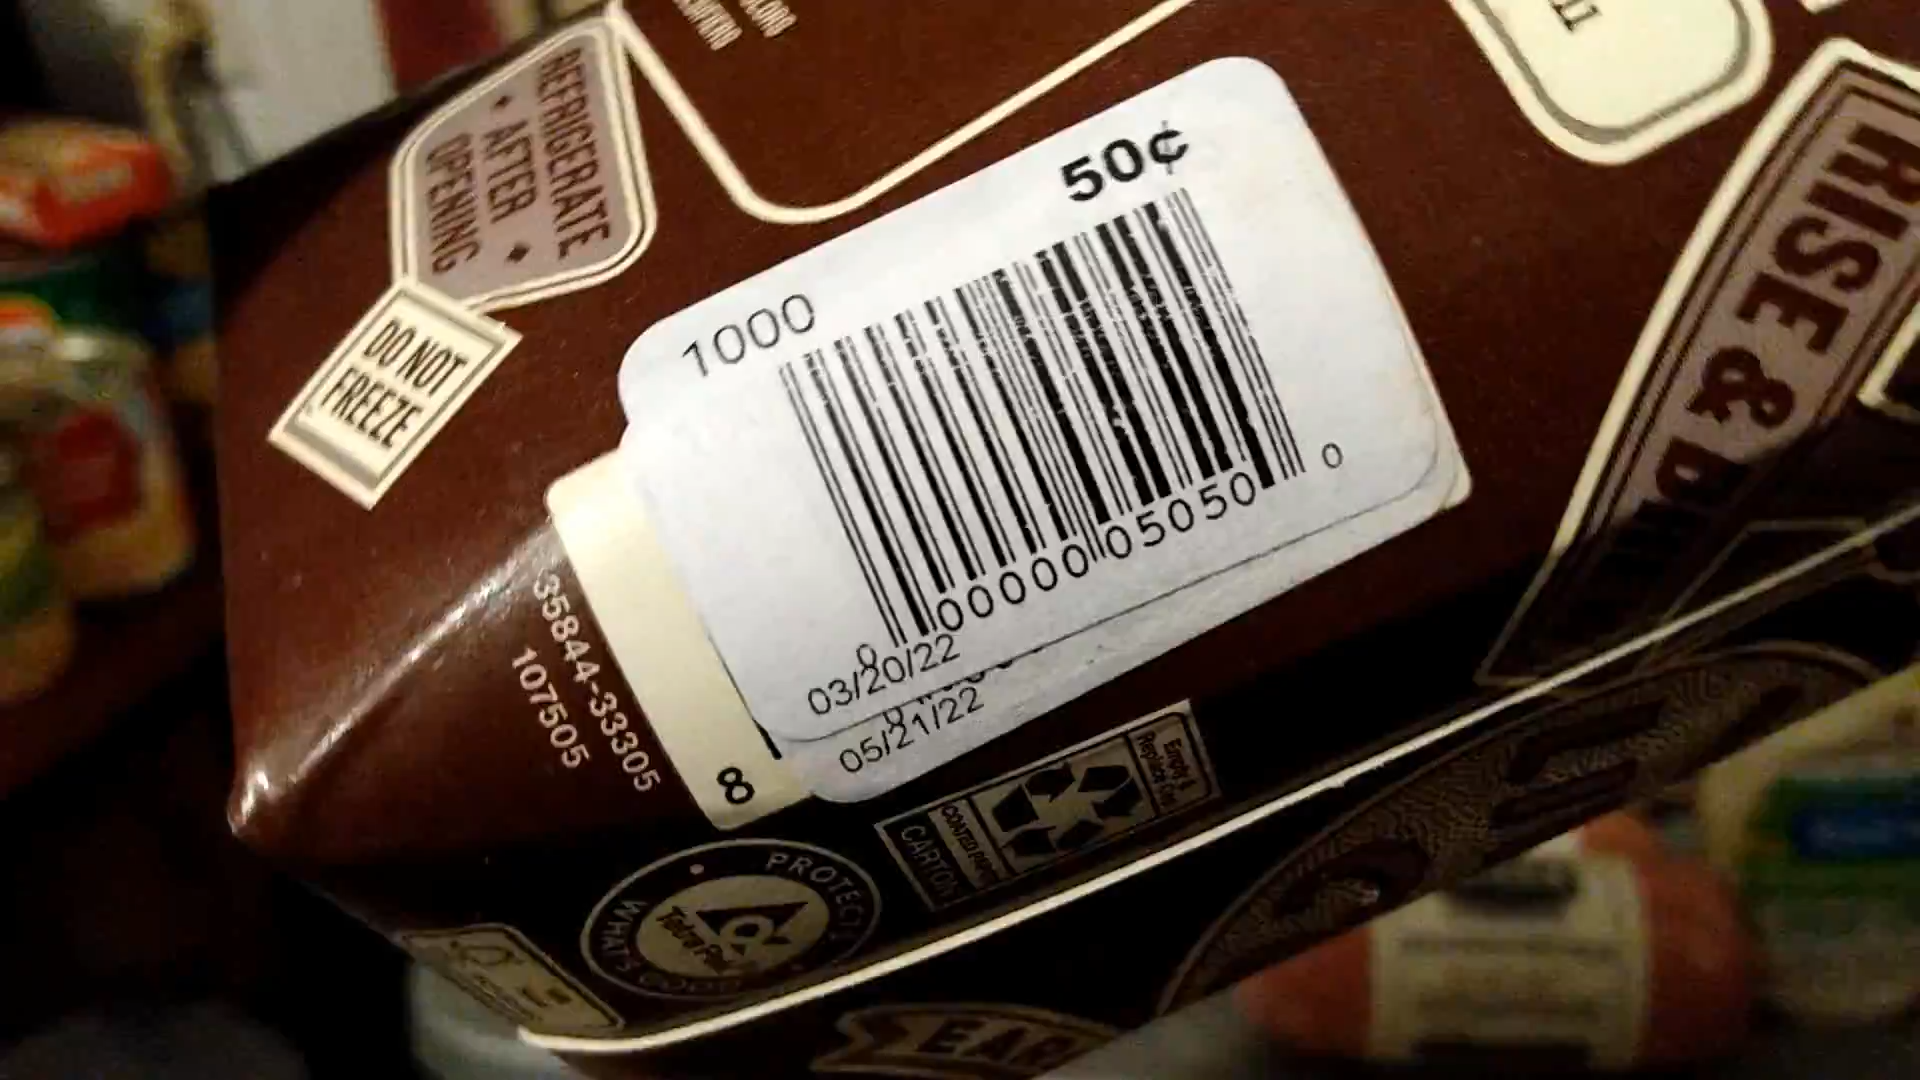 REFRIGERATE
• AFTER •
OPENING
DO NOT
FREEZE
50¢
1000
0 00000 05050 0
03/20/22
05/21/22
8
35844-33305
107505
RISE &
Empty &
Replace Cap
CARTON
COATED
PROTECTS
WHAT'S GOOD
Tetra Pak
EAR